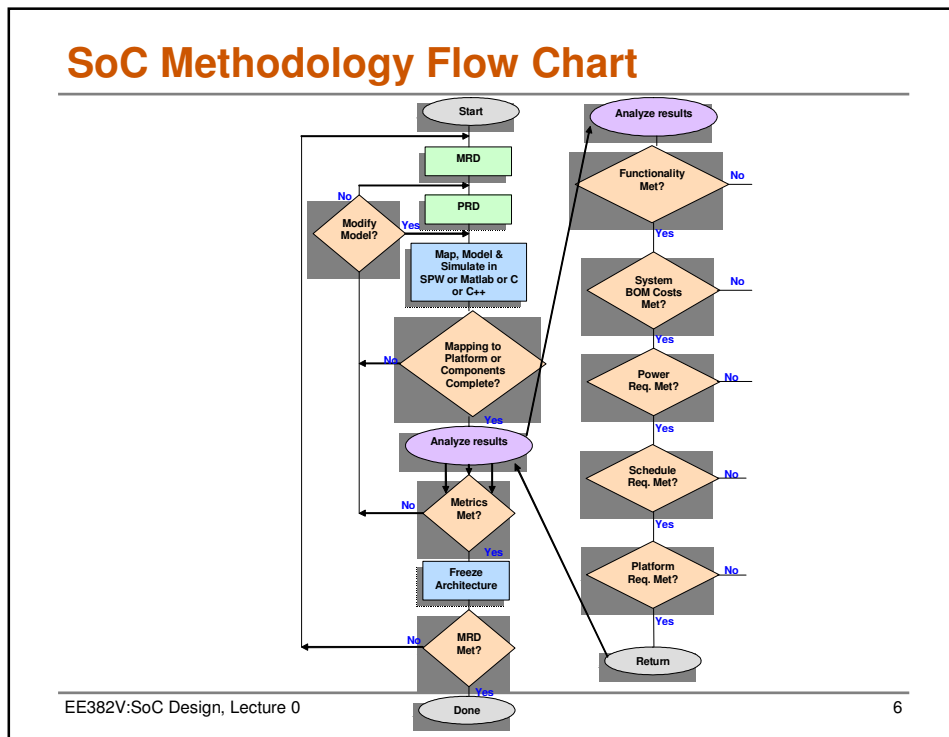 SoC Methodology Flow Chart
Start
MRD
No
PRD
Modify
Model?
Yes
Map, Model &
Simulate in
SPW or Matlab or C
or C++
Mapping to
Platform or
Components
Complete?
No
Yes
Analyze results
Metrics
Met?
No
Yes
Freeze
Architecture
MRD
Met?
No
Yes
Done
Analyze results
Functionality
Met?
No
Yes
System
BOM Costs
Met?
No
Yes
Power
Req. Met?
No
Yes
Schedule
Req. Met?
No
Yes
Platform
Req. Met?
No
Yes
Return
EE382V:SoC Design, Lecture 0
6